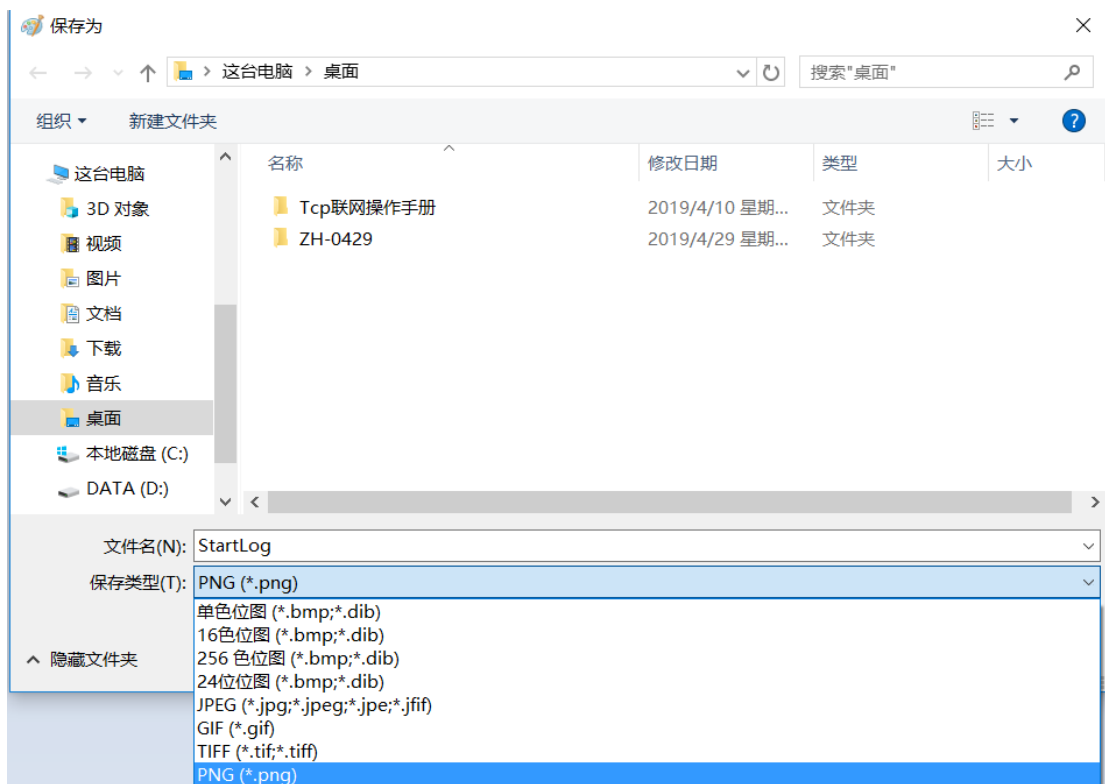 保存为
这台电脑 > 桌面
搜索"桌面"
组织
新建文件夹
名称 修改日期 类型 大小
这台电脑
3D 对象
视频
图片
文档
下载
音乐
桌面
本地磁盘 (C:)
DATA (D:)
Tcp联网操作手册 2019/4/10 星期... 文件夹
ZH-0429 2019/4/29 星期... 文件夹
文件名(N): StartLog
保存类型(T): PNG (*.png)
单色位图 (*.bmp;*.dib)
16色位图 (*.bmp;*.dib)
256 色位图 (*.bmp;*.dib)
24位位图 (*.bmp;*.dib)
JPEG (*.jpg;*.jpeg;*.jpe;*.jfif)
GIF (*.gif)
TIFF (*.tif;*.tiff)
PNG (*.png)
隐藏文件夹